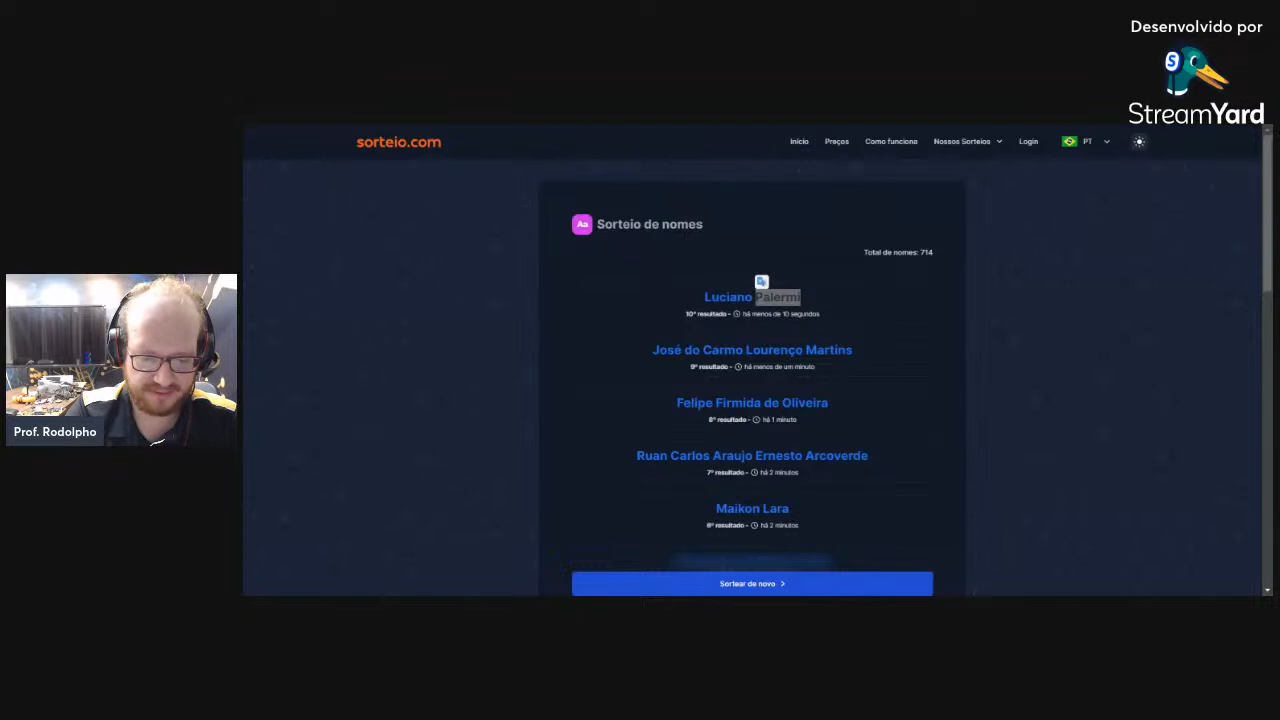 Desenvolvido por
StreamYard
sorteio.com
Início Preços Como funciona Nossos Sorteios Login PT
Aa Sorteio de nomes
Total de nomes: 714
Luciano Palermi
10º resultado - há menos de 10 segundos
José do Carmo Lourenço Martins
9º resultado - há menos de um minuto
Felipe Firmida de Oliveira
8º resultado - há 1 minuto
Ruan Carlos Araujo Ernesto Arcoverde
7º resultado - há 2 minutos
Maikon Lara
6º resultado - há 2 minutos
Sortear de novo
Prof. Rodolpho